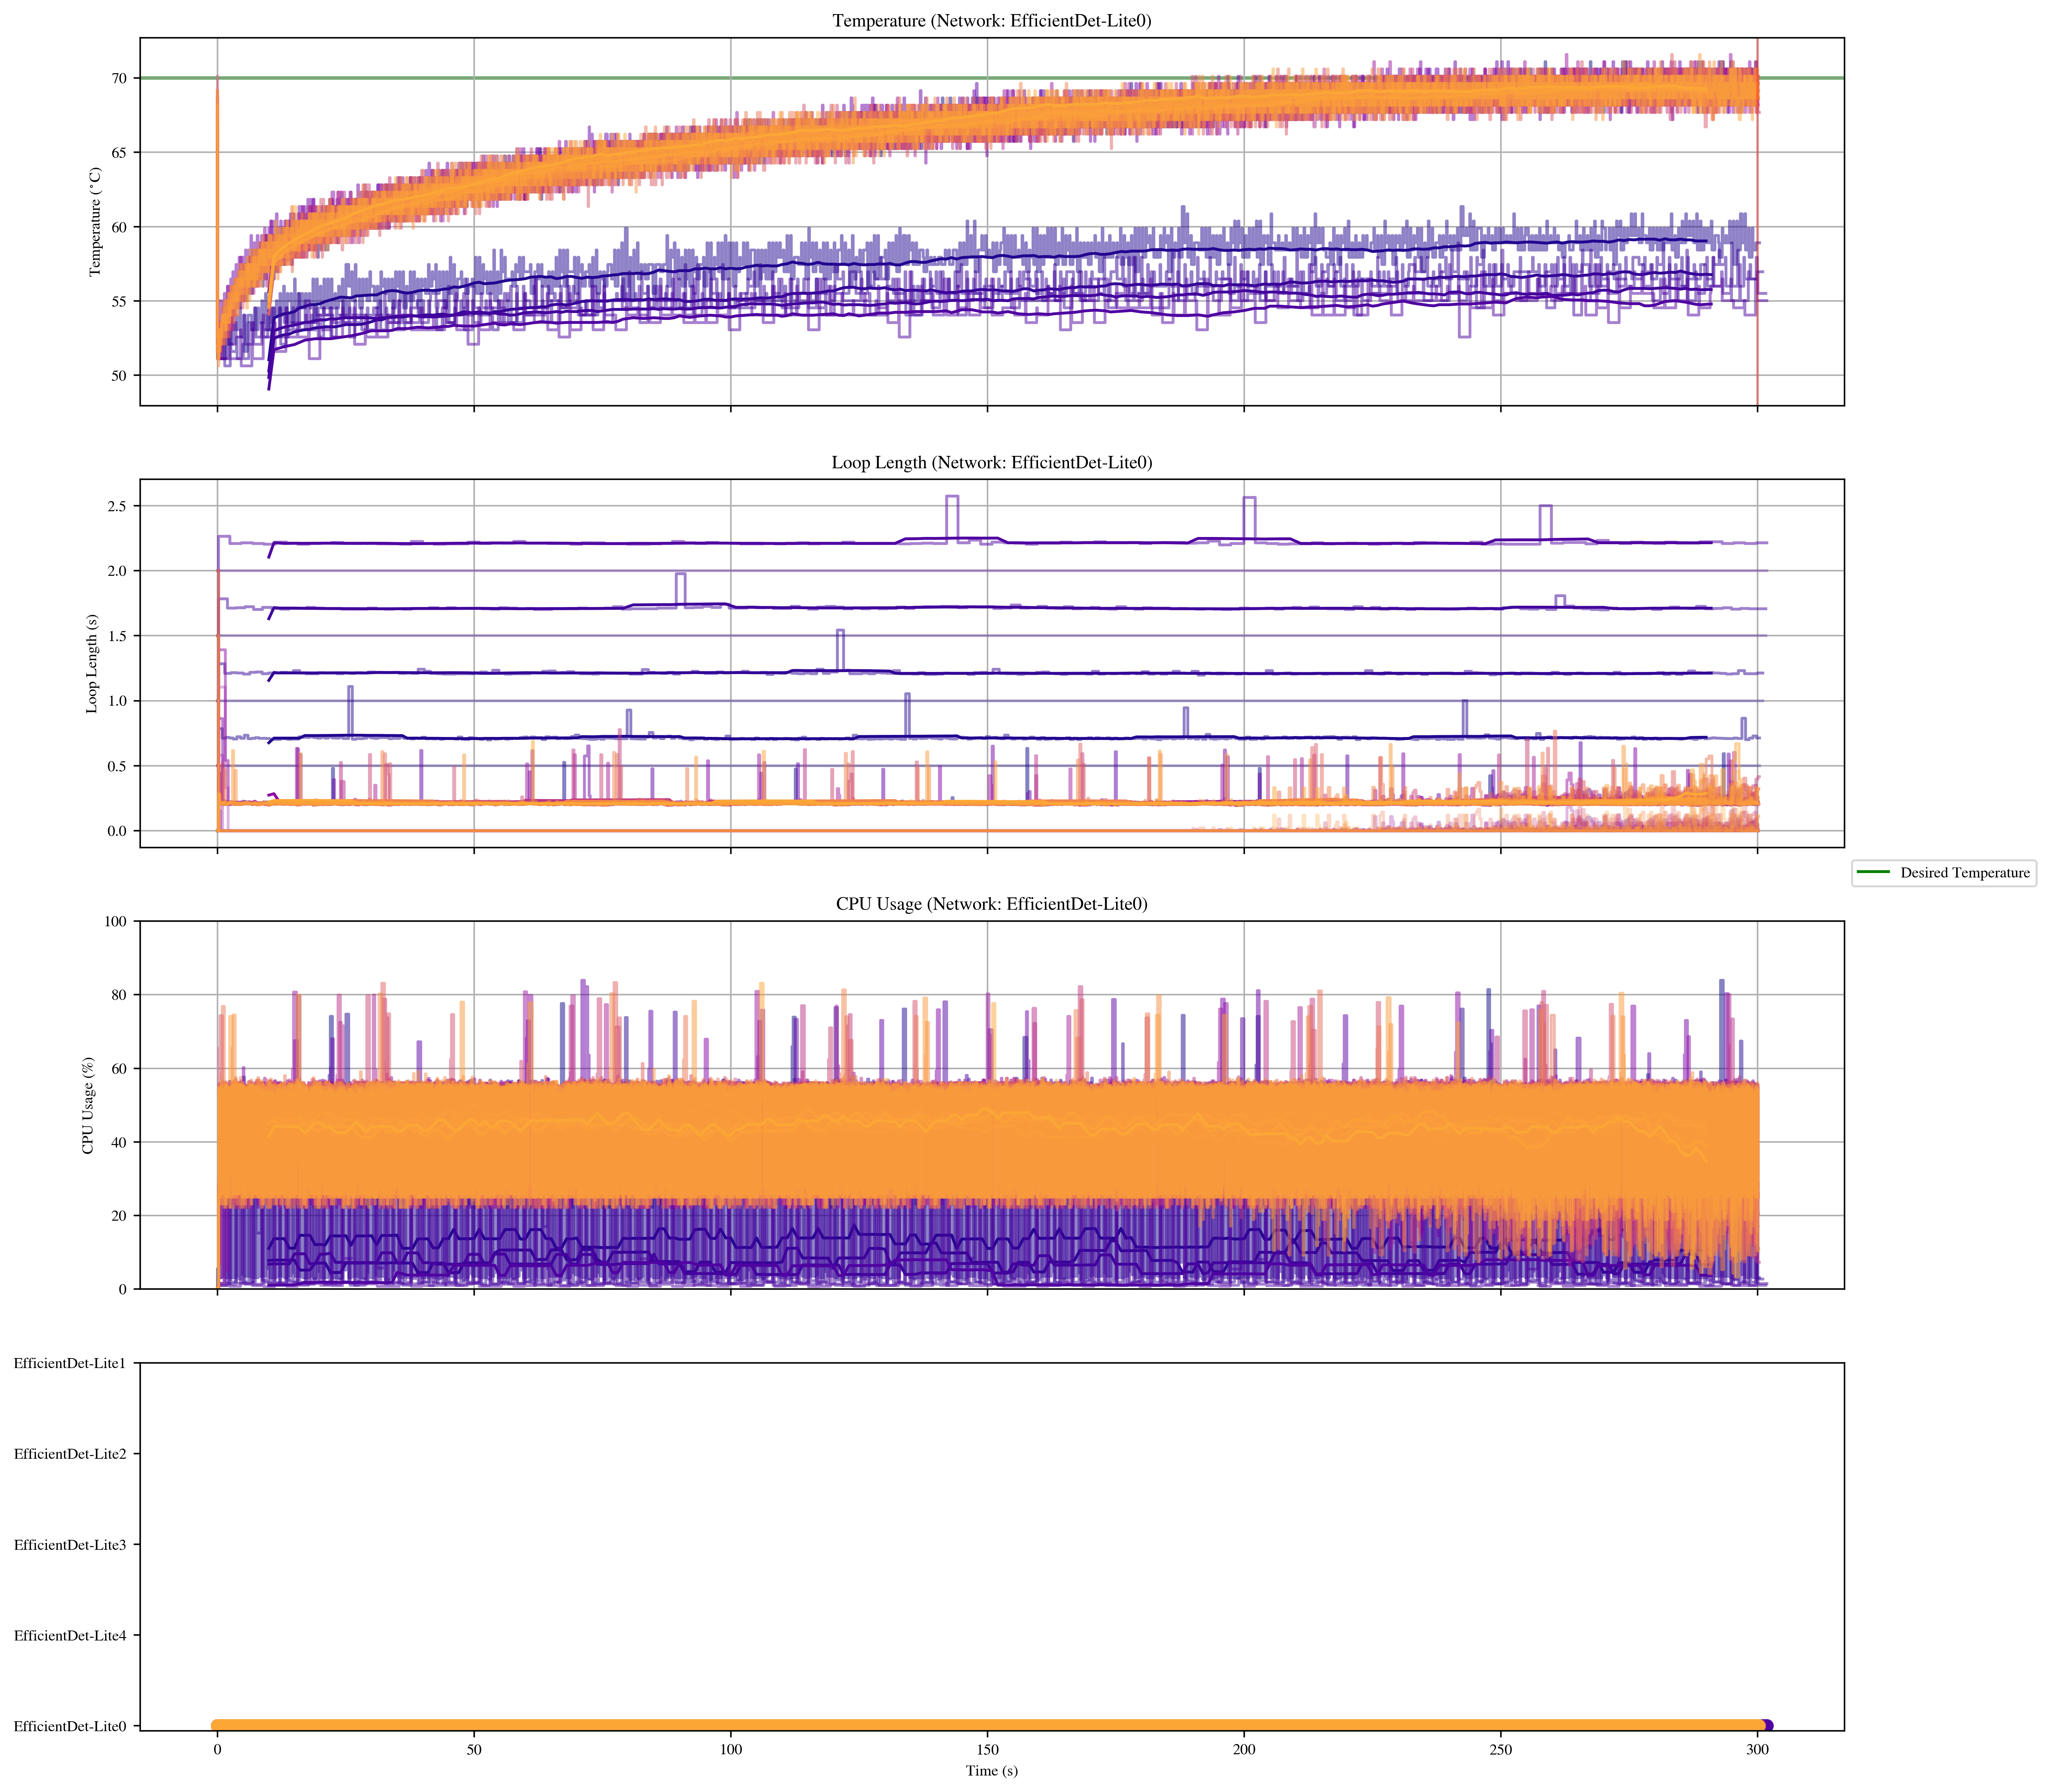 Temperature (Network: EfficientDet-Lite0)
70
65
60
55
50
Temperature (°C)
Loop Length (Network: EfficientDet-Lite0)
2.5
2.0
1.5
1.0
0.5
0.0
Loop Length (s)
Desired Temperature
CPU Usage (Network: EfficientDet-Lite0)
100
80
60
40
20
0
CPU Usage (%)
EfficientDet-Lite1
EfficientDet-Lite2
EfficientDet-Lite3
EfficientDet-Lite4
EfficientDet-Lite0
0 50 100 150 200 250 300
Time (s)